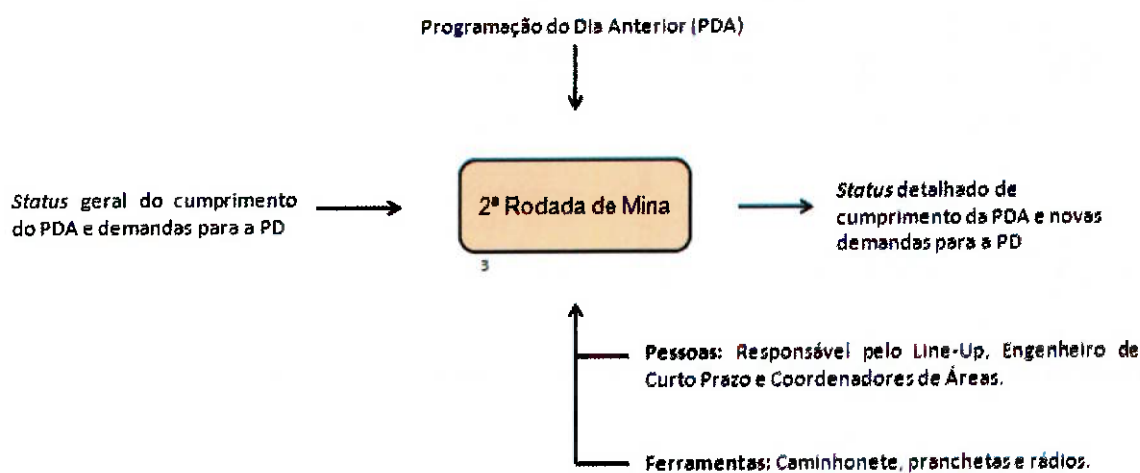 Programação do Dia Anterior (PDA)
Status geral do cumprimento
do PDA e demandas para a PD
2ª Rodada de Mina
3
Status detalhado de
cumprimento da PDA e novas
demandas para a PD
Pessoas: Responsável pelo Line-Up, Engenheiro de
Curto Prazo e Coordenadores de Áreas.
Ferramentas: Caminhonete, pranchetas e rádios.